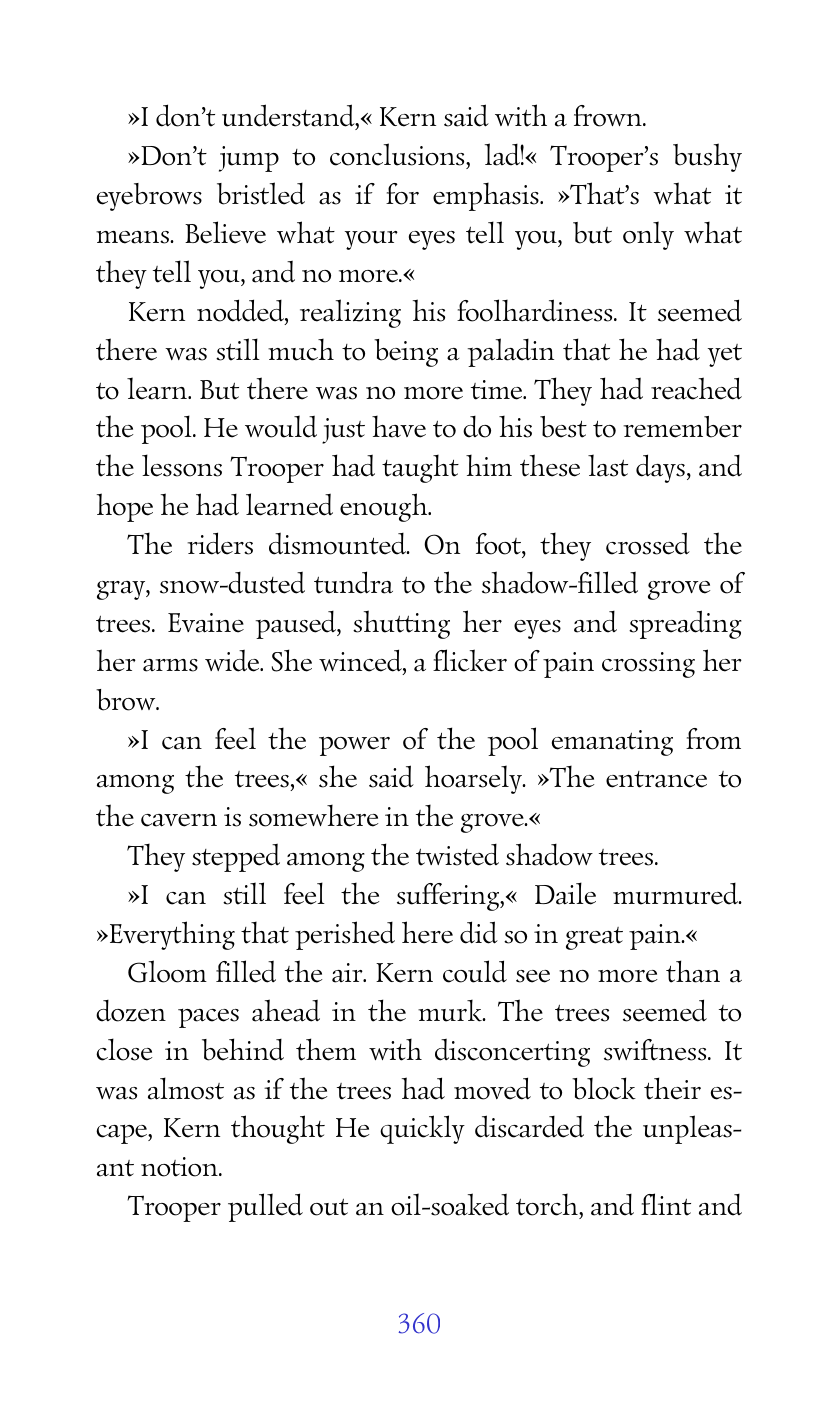 »I don’t understand,« Kern said with a frown.
»Don’t jump to conclusions, lad!« Trooper’s bushy
eyebrows bristled as if for emphasis. »That’s what it
means. Believe what your eyes tell you, but only what
they tell you, and no more.«
Kern nodded, realizing his foolhardiness. It seemed
there was still much to being a paladin that he had yet
to learn. But there was no more time. They had reached
the pool. He would just have to do his best to remember
the lessons Trooper had taught him these last days, and
hope he had learned enough.
The riders dismounted. On foot, they crossed the
gray, snow-dusted tundra to the shadow-filled grove of
trees. Evaine paused, shutting her eyes and spreading
her arms wide. She winced, a flicker of pain crossing her
brow.
»I can feel the power of the pool emanating from
among the trees,« she said hoarsely. »The entrance to
the cavern is somewhere in the grove.«
They stepped among the twisted shadow trees.
»I can still feel the suffering,« Daile murmured.
»Everything that perished here did so in great pain.«
Gloom filled the air. Kern could see no more than a
dozen paces ahead in the murk. The trees seemed to
close in behind them with disconcerting swiftness. It
was almost as if the trees had moved to block their es-
cape, Kern thought He quickly discarded the unpleas-
ant notion.
Trooper pulled out an oil-soaked torch, and flint and
360